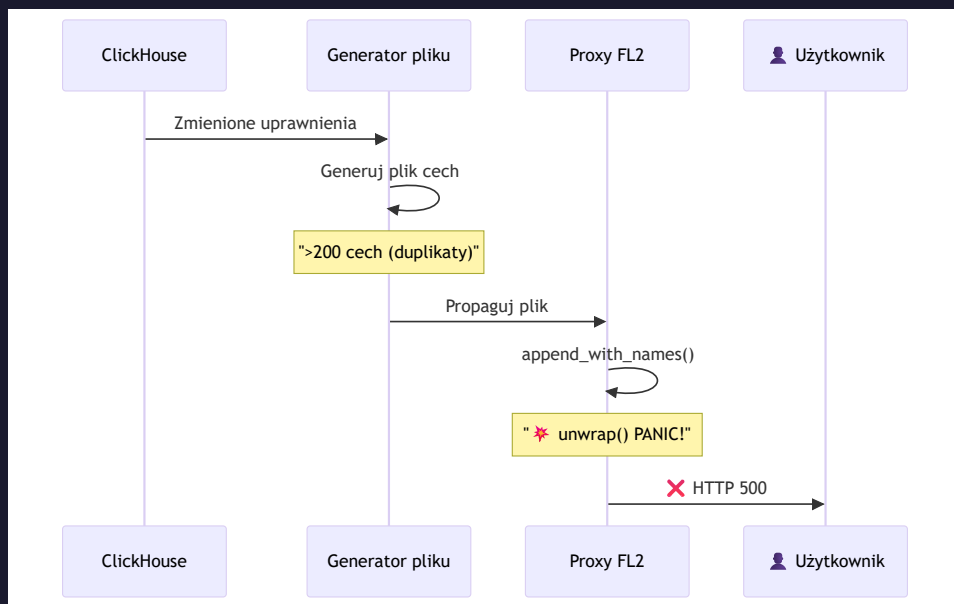 ClickHouse
Generator pliku
Proxy FL2
👤 Użytkownik
Zmienione uprawnienia
Generuj plik cech
">200 cech (duplikaty)"
Propaguj plik
append_with_names()
"💥 unwrap() PANIC!"
❌ HTTP 500
ClickHouse
Generator pliku
Proxy FL2
👤 Użytkownik